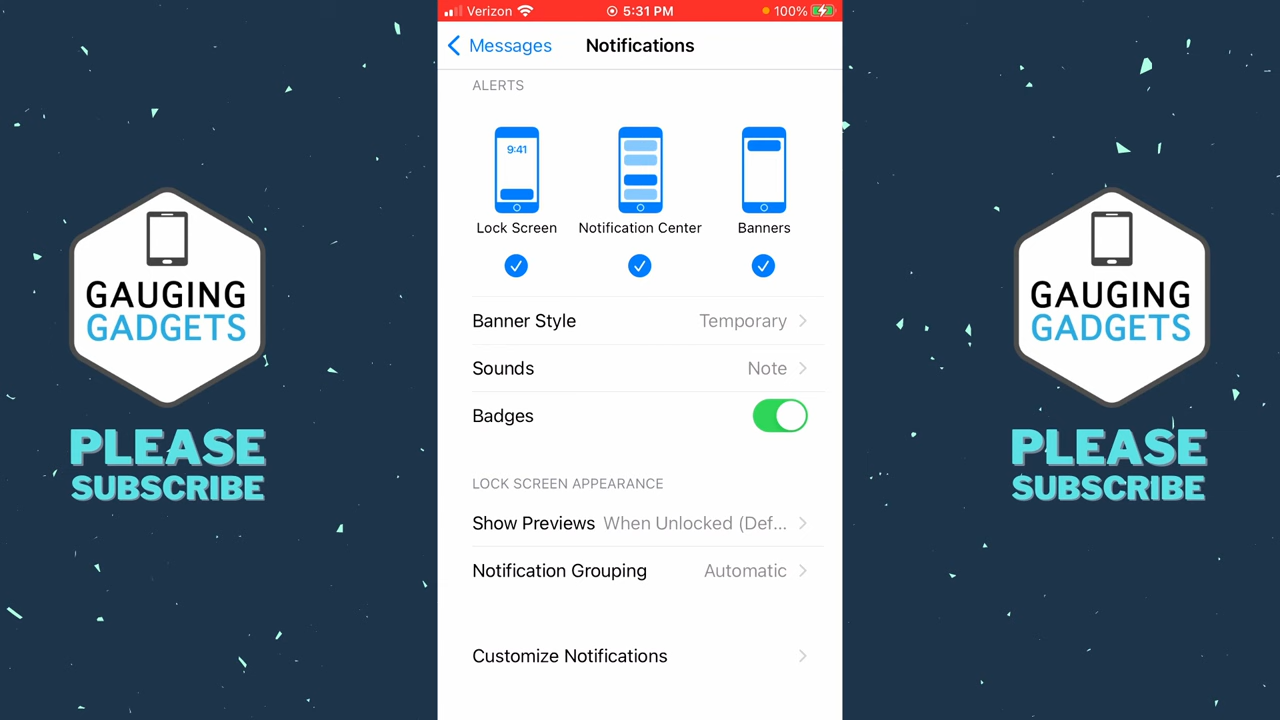 Verizon 5:31 PM 100%
Messages Notifications
ALERTS
9:41
Lock Screen Notification Center Banners
Banner Style Temporary
Sounds Note
Badges
LOCK SCREEN APPEARANCE
Show Previews When Unlocked (Def...
Notification Grouping Automatic
Customize Notifications
GAUGING
GADGETS
PLEASE
SUBSCRIBE
GAUGING
GADGETS
PLEASE
SUBSCRIBE